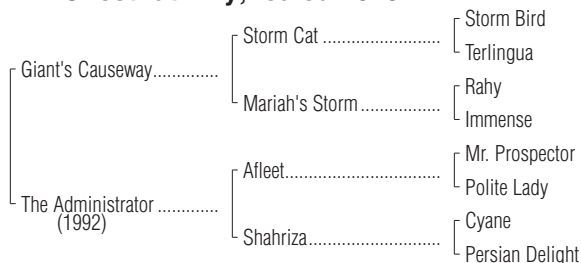 Storm Bird
Storm Cat
Terlingua
Giant's Causeway
Rahy
Mariah's Storm
Immense
Mr. Prospector
Afleet
Polite Lady
The Administrator
(1992)
Cyane
Shahriza
Persian Delight